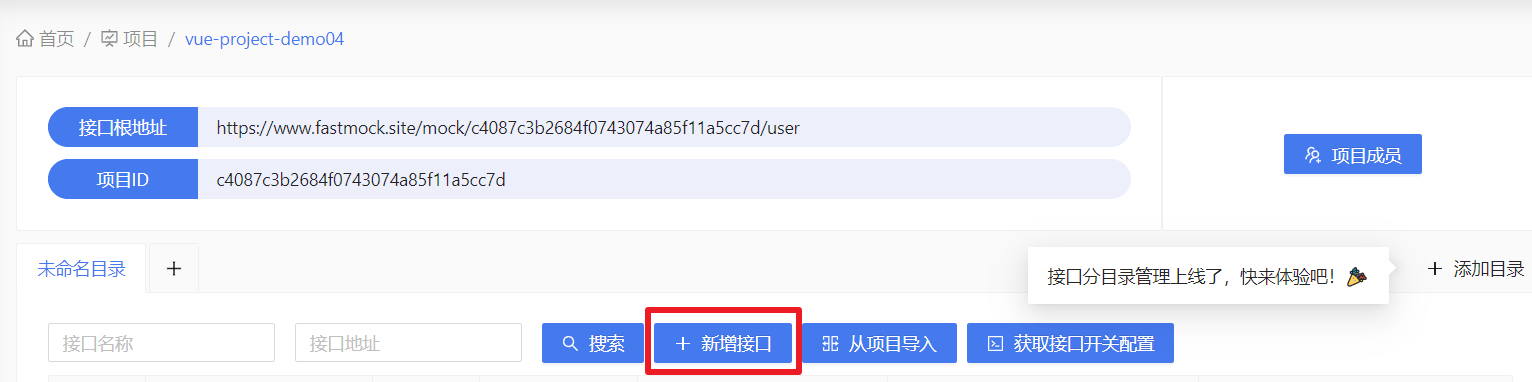 首页 / 项目 / vue-project-demo04
接口根地址 https://www.fastmock.site/mock/c4087c3b2684f0743074a85f11a5cc7d/user
项目ID c4087c3b2684f0743074a85f11a5cc7d
项目成员
未命名目录 +
接口分目录管理上线了，快来体验吧！🎉
+ 添加目录
接口名称 接口地址 搜索 + 新增接口 从项目导入 获取接口开关配置